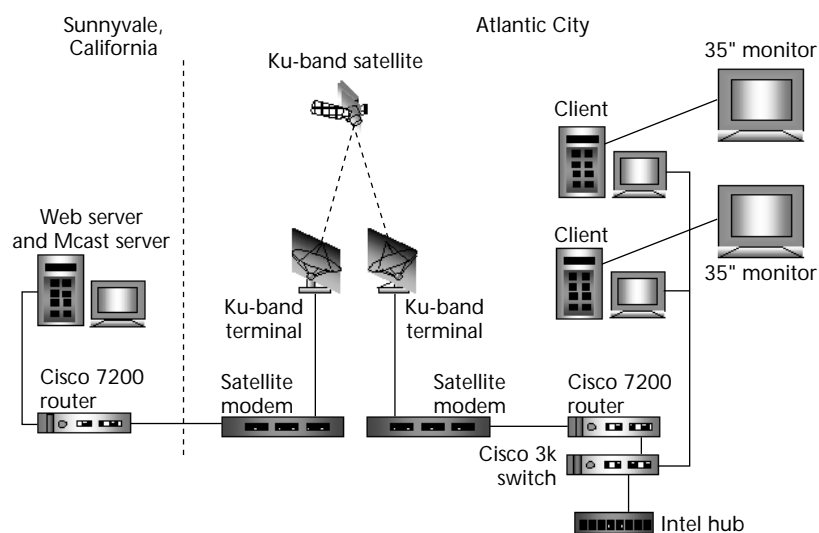 Sunnyvale,
California
Atlantic City
35" monitor
Ku-band satellite
Client
Web server
and Mcast server
Client
35" monitor
Ku-band
terminal
Ku-band
terminal
Cisco 7200
router
Satellite
modem
Satellite
modem
Cisco 7200
router
Cisco 3k
switch
Intel hub